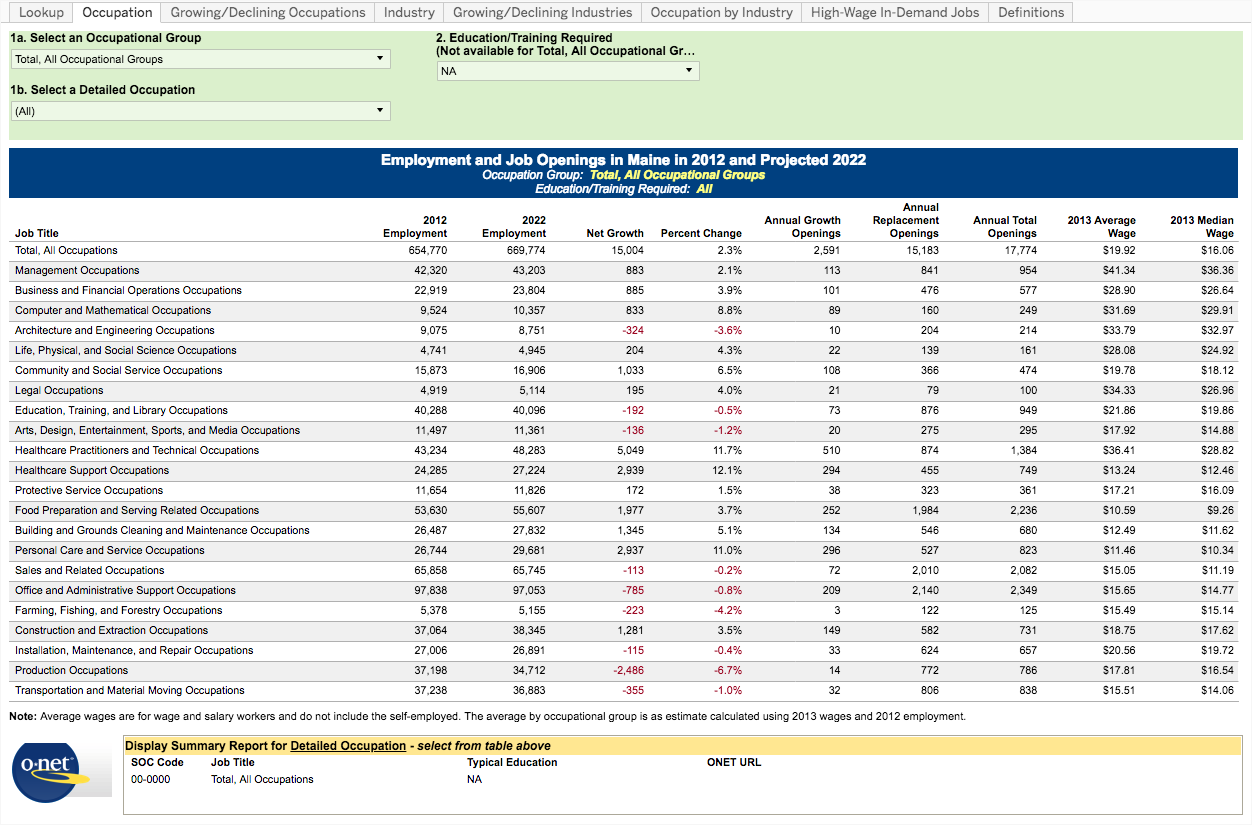 Lookup Occupation Growing/Declining Occupations Industry Growing/Declining Industries Occupation by Industry High-Wage In-Demand Jobs Definitions
1a. Select an Occupational Group
Total, All Occupational Groups
1b. Select a Detailed Occupation
(All)
2. Education/Training Required
(Not available for Total, All Occupational Gr...
NA
Employment and Job Openings in Maine in 2012 and Projected 2022
Occupation Group: Total, All Occupational Groups
Education/Training Required: All
Job Title 2012 Employment 2022 Employment Net Growth Percent Change Annual Growth Openings Annual Replacement Openings Annual Total Openings 2013 Average Wage 2013 Median Wage
Total, All Occupations 654,770 669,774 15,004 2.3% 2,591 15,183 17,774 $19.92 $16.06
Management Occupations 42,320 43,203 883 2.1% 113 841 954 $41.34 $36.36
Business and Financial Operations Occupations 22,919 23,804 885 3.9% 101 476 577 $28.90 $26.64
Computer and Mathematical Occupations 9,524 10,357 833 8.8% 89 160 249 $31.69 $29.91
Architecture and Engineering Occupations 9,075 8,751 -324 -3.6% 10 204 214 $33.79 $32.97
Life, Physical, and Social Science Occupations 4,741 4,945 204 4.3% 22 139 161 $28.08 $24.92
Community and Social Service Occupations 15,873 16,906 1,033 6.5% 108 366 474 $19.78 $18.12
Legal Occupations 4,919 5,114 195 4.0% 21 79 100 $34.33 $26.96
Education, Training, and Library Occupations 40,288 40,096 -192 -0.5% 73 876 949 $21.86 $19.86
Arts, Design, Entertainment, Sports, and Media Occupations 11,497 11,361 -136 -1.2% 20 275 295 $17.92 $14.88
Healthcare Practitioners and Technical Occupations 43,234 48,283 5,049 11.7% 510 874 1,384 $36.41 $28.82
Healthcare Support Occupations 24,285 27,224 2,939 12.1% 294 455 749 $13.24 $12.46
Protective Service Occupations 11,654 11,826 172 1.5% 38 323 361 $17.21 $16.09
Food Preparation and Serving Related Occupations 53,630 55,607 1,977 3.7% 252 1,984 2,236 $10.59 $9.26
Building and Grounds Cleaning and Maintenance Occupations 26,487 27,832 1,345 5.1% 134 546 680 $12.49 $11.62
Personal Care and Service Occupations 26,744 29,681 2,937 11.0% 296 527 823 $11.46 $10.34
Sales and Related Occupations 65,858 65,745 -113 -0.2% 72 2,010 2,082 $15.05 $11.19
Office and Administrative Support Occupations 97,838 97,053 -785 -0.8% 209 2,140 2,349 $15.65 $14.77
Farming, Fishing, and Forestry Occupations 5,378 5,155 -223 -4.2% 3 122 125 $15.49 $15.14
Construction and Extraction Occupations 37,064 38,345 1,281 3.5% 149 582 731 $18.75 $17.62
Installation, Maintenance, and Repair Occupations 27,006 26,891 -115 -0.4% 33 624 657 $20.56 $19.72
Production Occupations 37,198 34,712 -2,486 -6.7% 14 772 786 $17.81 $16.54
Transportation and Material Moving Occupations 37,238 36,883 -355 -1.0% 32 806 838 $15.51 $14.06
Note: Average wages are for wage and salary workers and do not include the self-employed. The average by occupational group is as estimate calculated using 2013 wages and 2012 employment.
o·net
Display Summary Report for Detailed Occupation - select from table above
SOC Code Job Title Typical Education ONET URL
00-0000 Total, All Occupations NA